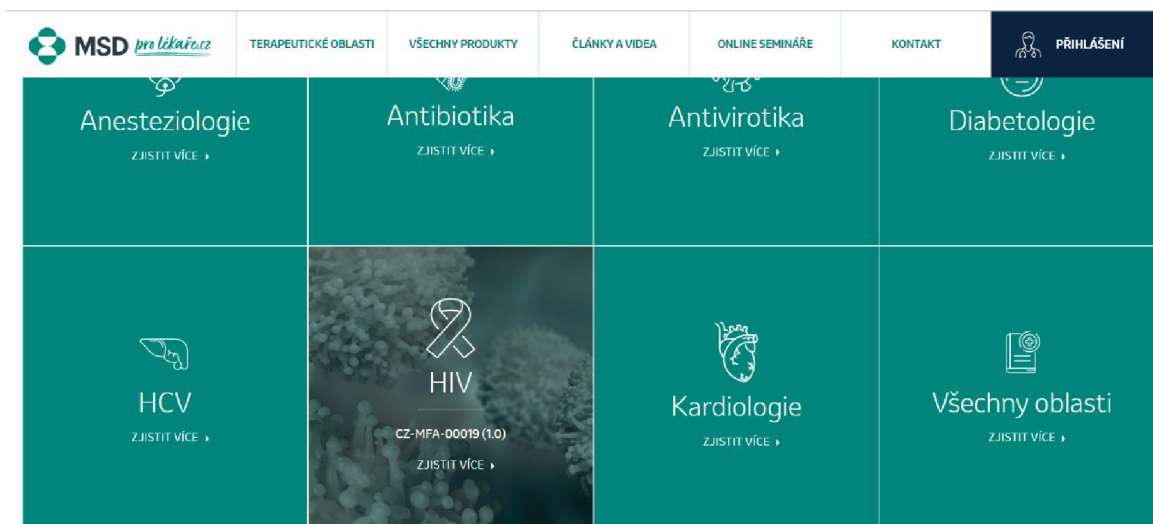 MSD pro lékaře.cz
TERAPEUTICKÉ OBLASTI
VŠECHNY PRODUKTY
ČLÁNKY A VIDEA
ONLINE SEMINÁŘE
KONTAKT
PŘIHLÁŠENÍ
Anesteziologie
ZJISTIT VÍCE
Antibiotika
ZJISTIT VÍCE
Antivirotika
ZJISTIT VÍCE
Diabetologie
ZJISTIT VÍCE
HCV
ZJISTIT VÍCE
HIV
CZ-MFA-00019 (1.0)
ZJISTIT VÍCE
Kardiologie
ZJISTIT VÍCE
Všechny oblasti
ZJISTIT VÍCE